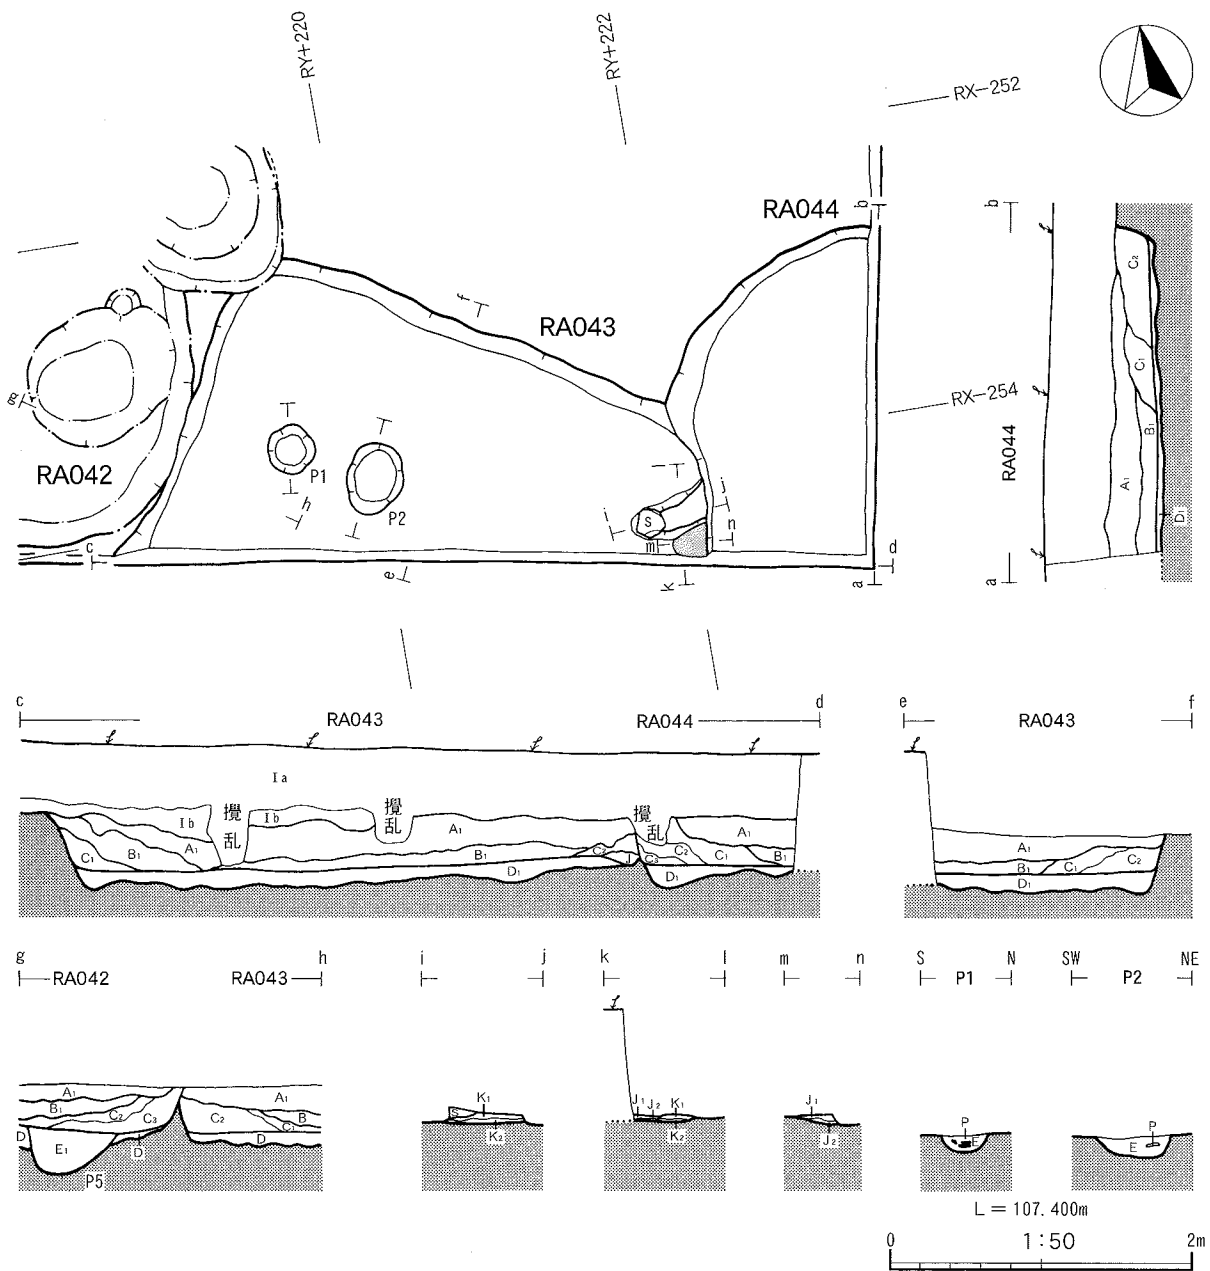 RY+220
RY+222
RX-252
RX-254
RA044
b
b
RA043
f
RA042
g
P1
P2
h
i
j
S
m
n
l
c
d
e
k
a
a
RA044
C2
C1
B1
A1
D1
c
RA043
RA044
d
Ia
Ib
攪乱
Ib
攪乱
A1
攪乱
A1
C1
B1
A1
B1
C2
J
C3
C2
C1
B1
D1
D1
e
RA043
f
A1
B1
C1
C2
D1
g
RA042
RA043
h
A1
B1
C2
C3
C2
A1
B
C1
D
E1
D
D
P5
i
j
S
K1
K2
k
l
J1
J2
K1
K2
m
n
J1
J2
S
P1
N
P
E
SW
P2
NE
P
E
L=107.400m
0
1:50
2m